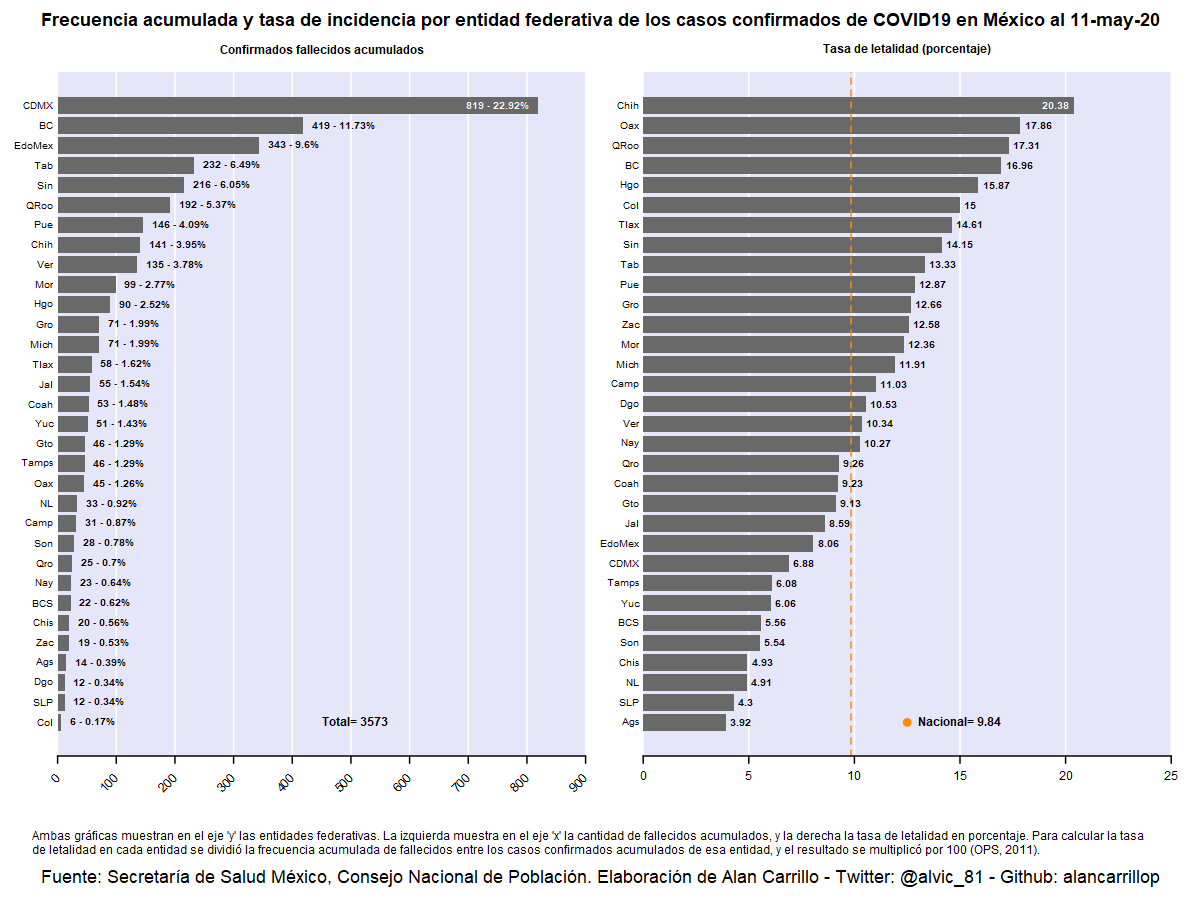 Frecuencia acumulada y tasa de incidencia por entidad federativa de los casos confirmados de COVID19 en México al 11-may-20
Confirmados fallecidos acumulados
CDMX 819 - 22.92%
BC 419 - 11.73%
EdoMex 343 - 9.6%
Tab 232 - 6.49%
Sin 216 - 6.05%
QRoo 192 - 5.37%
Pue 146 - 4.09%
Chih 141 - 3.95%
Ver 135 - 3.78%
Mor 99 - 2.77%
Hgo 90 - 2.52%
Gro 71 - 1.99%
Mich 71 - 1.99%
Tlax 58 - 1.62%
Jal 55 - 1.54%
Coah 53 - 1.48%
Yuc 51 - 1.43%
Gto 46 - 1.29%
Tamps 46 - 1.29%
Oax 45 - 1.26%
NL 33 - 0.92%
Camp 31 - 0.87%
Son 28 - 0.78%
Qro 25 - 0.7%
Nay 23 - 0.64%
BCS 22 - 0.62%
Chis 20 - 0.56%
Zac 19 - 0.53%
Ags 14 - 0.39%
Dgo 12 - 0.34%
SLP 12 - 0.34%
Col 6 - 0.17%
Total= 3573
0 100 200 300 400 500 600 700 800 900
Tasa de letalidad (porcentaje)
Chih 20.38
Oax 17.86
QRoo 17.31
BC 16.96
Hgo 15.87
Col 15
Tlax 14.61
Sin 14.15
Tab 13.33
Pue 12.87
Gro 12.66
Zac 12.58
Mor 12.36
Mich 11.91
Camp 11.03
Dgo 10.53
Ver 10.34
Nay 10.27
Qro 9.26
Coah 9.23
Gto 9.13
Jal 8.59
EdoMex 8.06
CDMX 6.88
Tamps 6.08
Yuc 6.06
BCS 5.56
Son 5.54
Chis 4.93
NL 4.91
SLP 4.3
Ags 3.92
Nacional= 9.84
0 5 10 15 20 25
Ambas gráficas muestran en el eje 'y' las entidades federativas. La izquierda muestra en el eje 'x' la cantidad de fallecidos acumulados, y la derecha la tasa de letalidad en porcentaje. Para calcular la tasa
de letalidad en cada entidad se dividió la frecuencia acumulada de fallecidos entre los casos confirmados acumulados de esa entidad, y el resultado se multiplicó por 100 (OPS, 2011).
Fuente: Secretaría de Salud México, Consejo Nacional de Población. Elaboración de Alan Carrillo - Twitter: @alvic_81 - Github: alancarrillop